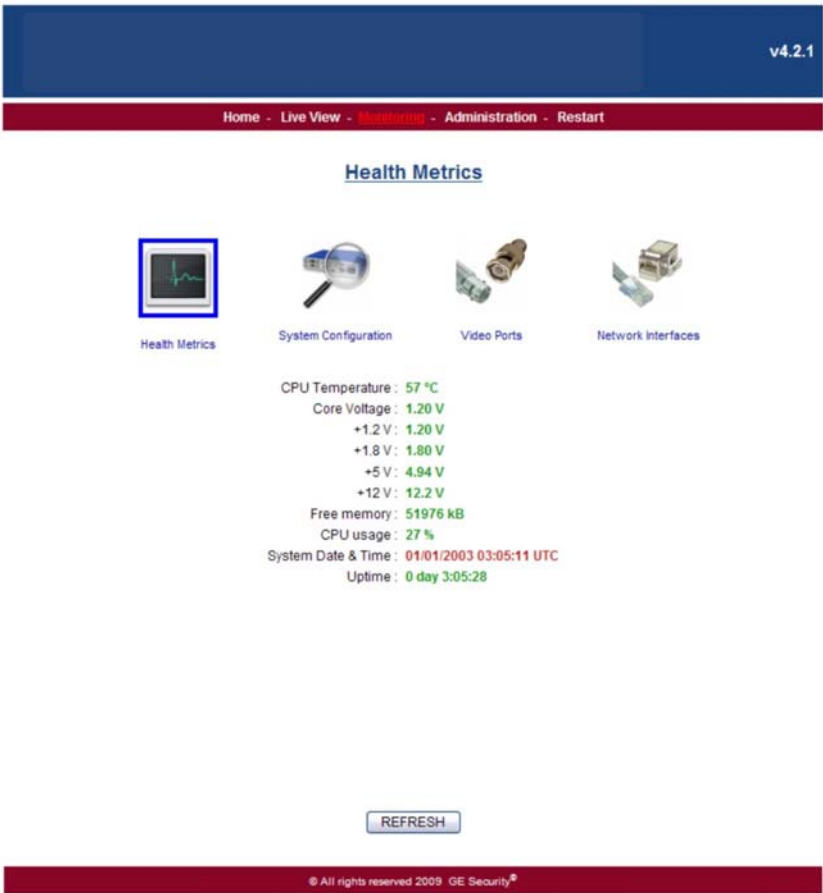 v4.2.1
Home - Live View - Monitoring - Administration - Restart
Health Metrics
Health Metrics
System Configuration
Video Ports
Network Interfaces
CPU Temperature : 57 °C
Core Voltage : 1.20 V
+1.2 V : 1.20 V
+1.8 V : 1.80 V
+5 V : 4.94 V
+12 V : 12.2 V
Free memory : 51976 kB
CPU usage : 27 %
System Date & Time : 01/01/2003 03:05:11 UTC
Uptime : 0 day 3:05:28
REFRESH
© All rights reserved 2009 GE Security®